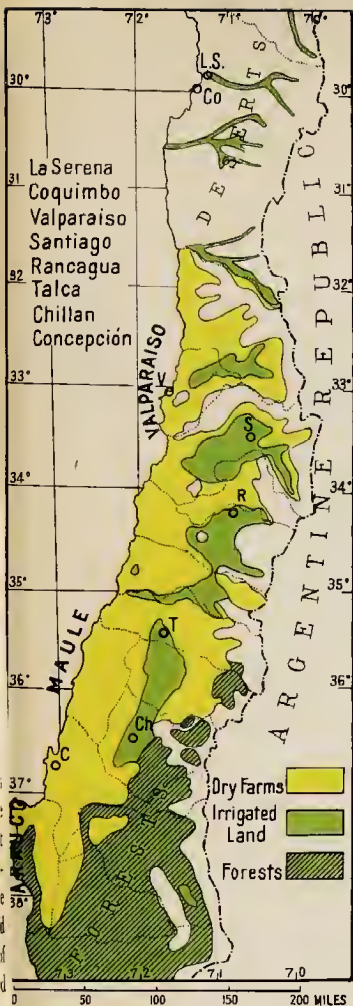 73° 72° 71° 70°
30°
L.S.
Co
30°
DESERTS
La Serena
Coquimbo
Valparaiso
Santiago
Rancagua
Talca
Chillan
Concepción
31°
31°
32
32°
ARGENTINE REPUBLIC
33°
V
VALPARAISO
33°
S
34°
R
34°
35°
35°
T
MAULE
36°
36°
Ch
C
37°
37°
Dry Farms
Irrigated
Land
Forests
FORESTS
38°
73 72 71 70
0 50 100 150 200 MILES